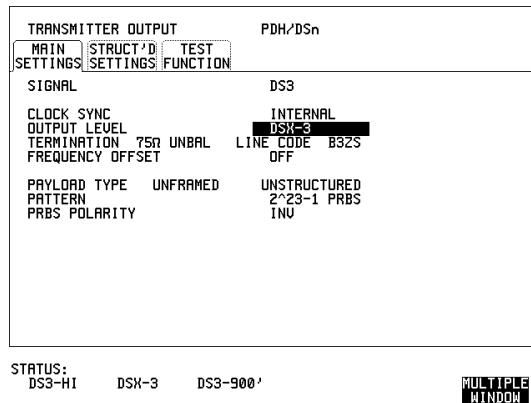 TRANSMITTER OUTPUT PDH/DSn
MAIN SETTINGS STRUCT'D SETTINGS TEST FUNCTION
SIGNAL DS3
CLOCK SYNC INTERNAL
OUTPUT LEVEL DSX-3
TERMINATION 75Ω UNBAL LINE CODE B3ZS
FREQUENCY OFFSET OFF
PAYLOAD TYPE UNFRAMED UNSTRUCTURED
PATTERN 2^23-1 PRBS
PRBS POLARITY INV
STATUS:
DS3-HI DSX-3 DS3-900'
MULTIPLE
WINDOW